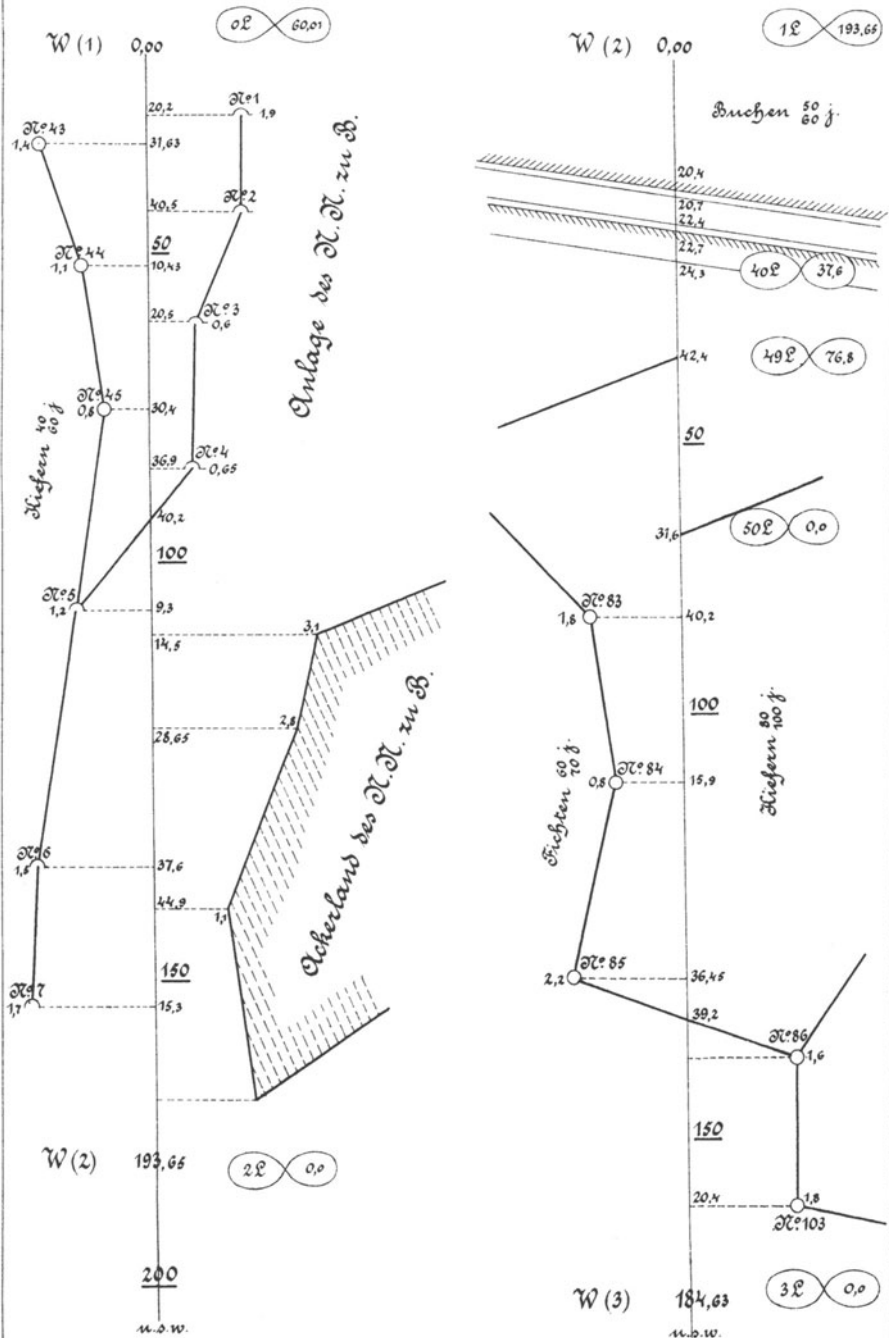 0L 60,01
W (1) 0,00
20,2 No. 1 1,9
No. 43
1,4 31,63
40,5 No. 2
50
No. 44
1,1 10,43
20,5 No. 3 0,6
Anlage des N.N. zu B.
No. 45
0,8 30,4
Kiefern 40 60 j.
36,9 No. 4 0,65
40,2
100
No. 5
1,2 9,3
14,5 3,1
28,65 2,8
Ackerland des N.N. zu B.
No. 6
37,6
44,9 1,1
150
No. 7
1,7 15,3
W (2) 193,65 2L 0,0
200
u.s.w.
1L 193,65
W (2) 0,00
Buchen 50 60 j.
20,4
20,7
22,4
22,7
24,3 40L 37,6
42,4 49L 76,8
50
31,6 50L 0,0
No. 83
40,2
100
Kiefern 80 100 j.
Fichten 60 70 j.
No. 84
0,8 15,9
No. 85
2,2 36,45
39,2
No. 86
1,6
150
20,4 1,8
No. 103
W (3) 184,63 3L 0,0
u.s.w.